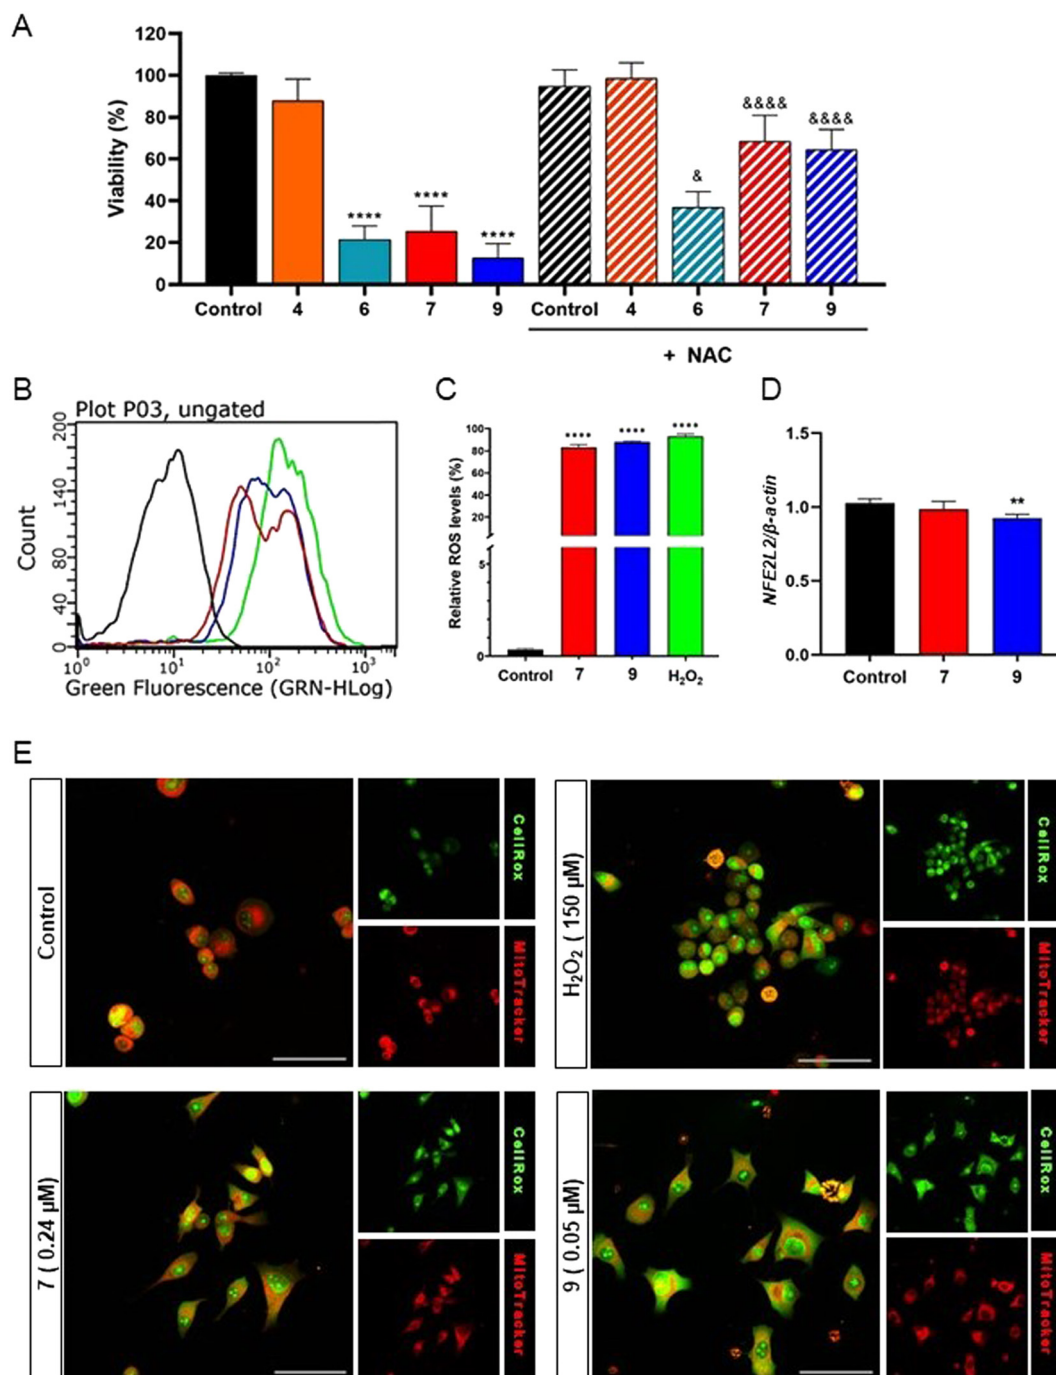 A
Viability (%)
120
100
80
60
40
20
0
****
****
****
&
&&&&
&&&&
Control 4 6 7 9 Control 4 6 7 9
+ NAC
B
Plot P03, ungated
Count
200
140
80
40
0
10⁰ 10¹ 10² 10³
Green Fluorescence (GRN-HLog)
C
Relative ROS levels (%)
100
80
60
40
20
5
0
**** **** ****
Control 7 9 H₂O₂
D
NFE2L2/β-actin
1.5
1.0
0.5
0.0
**
Control 7 9
E
Control
CellRox
MitoTracker
H₂O₂ ( 150 µM)
CellRox
MitoTracker
7 ( 0.24 µM)
CellRox
MitoTracker
9 ( 0.05 µM)
CellRox
MitoTracker